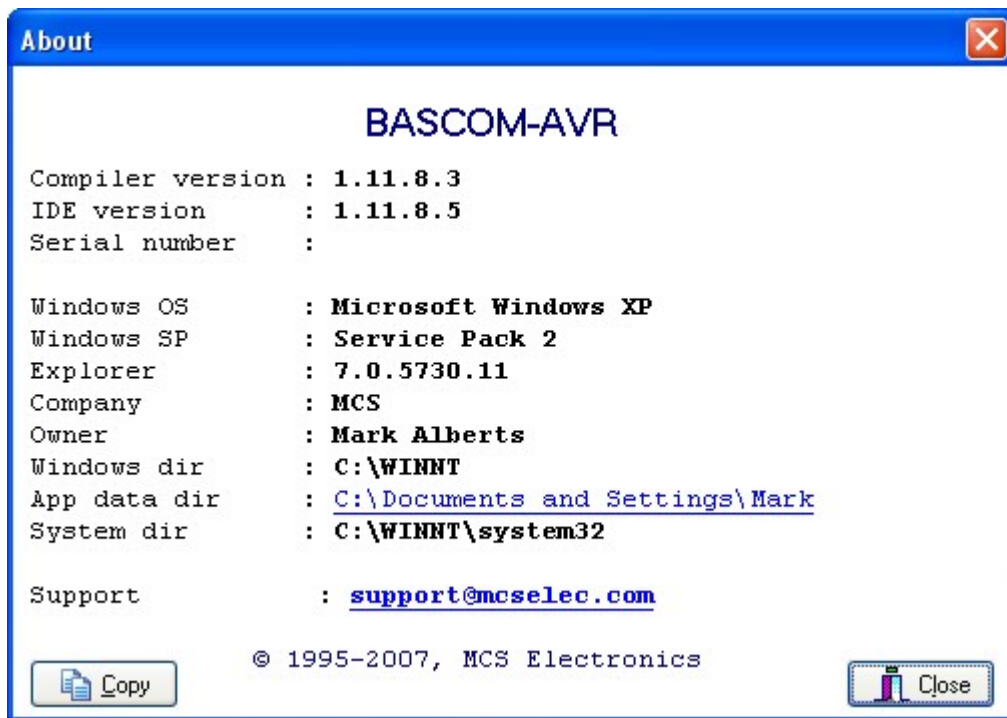 About
BASCOM-AVR
Compiler version : 1.11.8.3
IDE version : 1.11.8.5
Serial number :
Windows OS : Microsoft Windows XP
Windows SP : Service Pack 2
Explorer : 7.0.5730.11
Company : MCS
Owner : Mark Alberts
Windows dir : C:\WINNT
App data dir : C:\Documents and Settings\Mark
System dir : C:\WINNT\system32
Support : support@mcselec.com
© 1995-2007, MCS Electronics
Copy Close